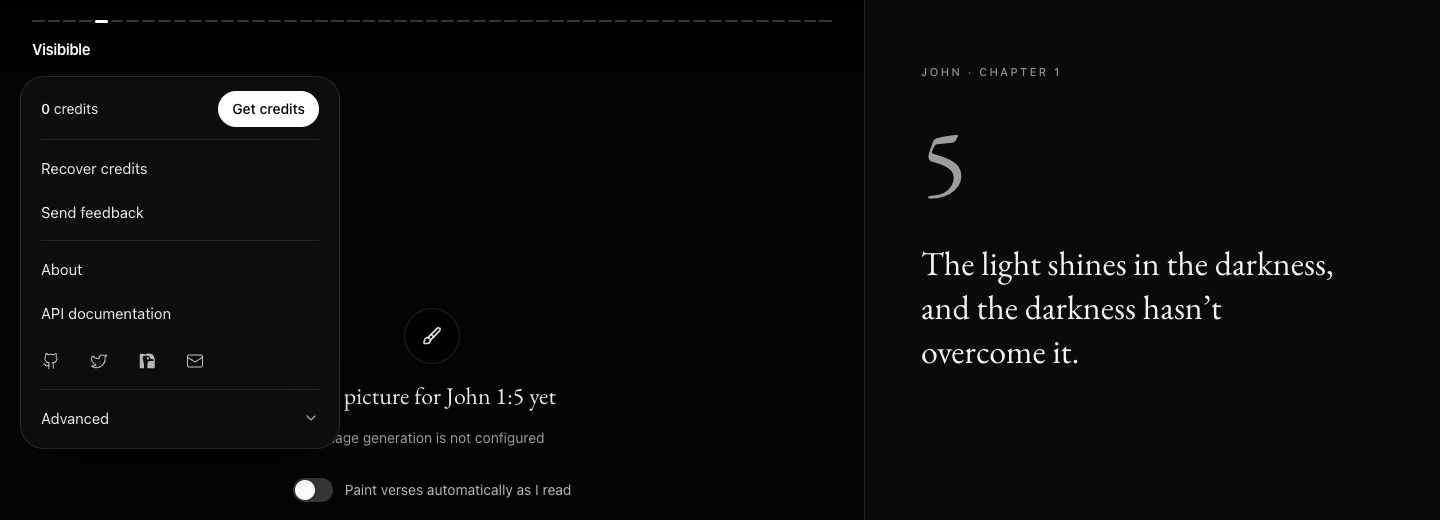 Visibible
0 credits
Get credits
Recover credits
Send feedback
About
API documentation
Advanced
picture for John 1:5 yet
generation is not configured
Paint verses automatically as I read
JOHN · CHAPTER 1
5
The light shines in the darkness,
and the darkness hasn’t
overcome it.